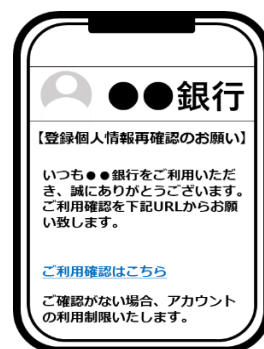 ●●銀行
【登録個人情報再確認のお願い】
いつも●●銀行をご利用いただ
き、誠にありがとうございます。
ご利用確認を下記URLからお願
い致します。
ご利用確認はこちら
ご確認がない場合、アカウント
の利用制限いたします。